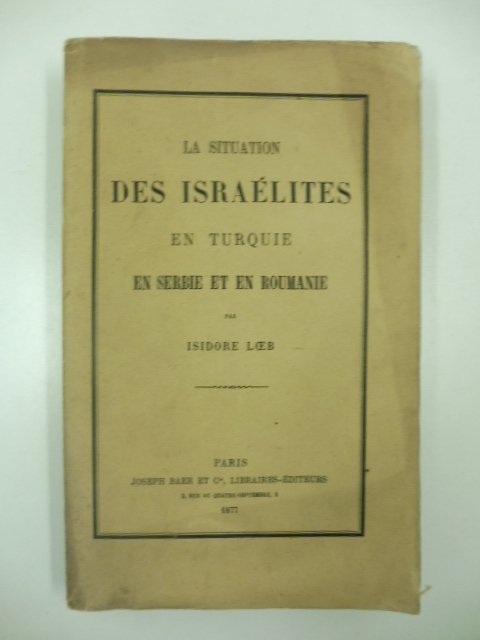 LA SITUATION
DES ISRAÉLITES
EN TURQUIE
EN SERBIE ET EN ROUMANIE
PAR
ISIDORE LŒB
PARIS
JOSEPH BAER ET Cie, LIBRAIRES-ÉDITEURS
2, RUE DU QUATRE-SEPTEMBRE, 2
1877